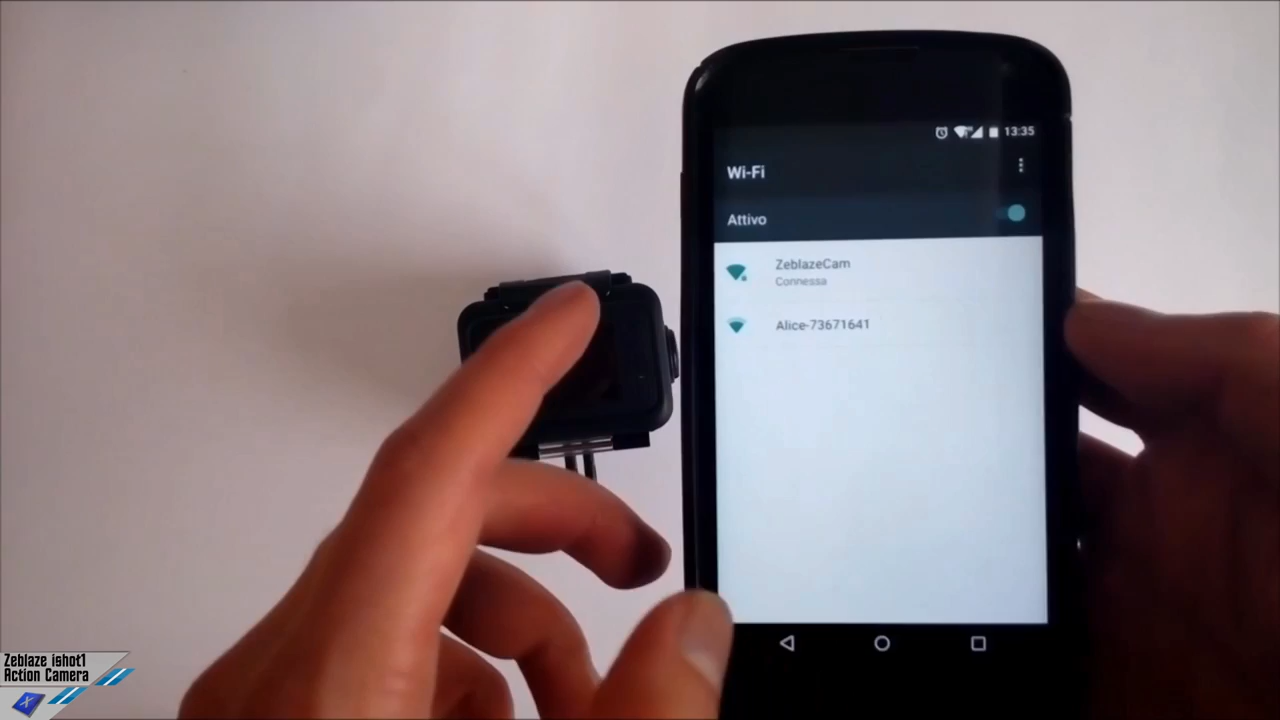 13:35
Wi-Fi
Attivo
ZeblazeCam
Connessa
Alice-73671641
Zeblaze ishot1
Action Camera
X